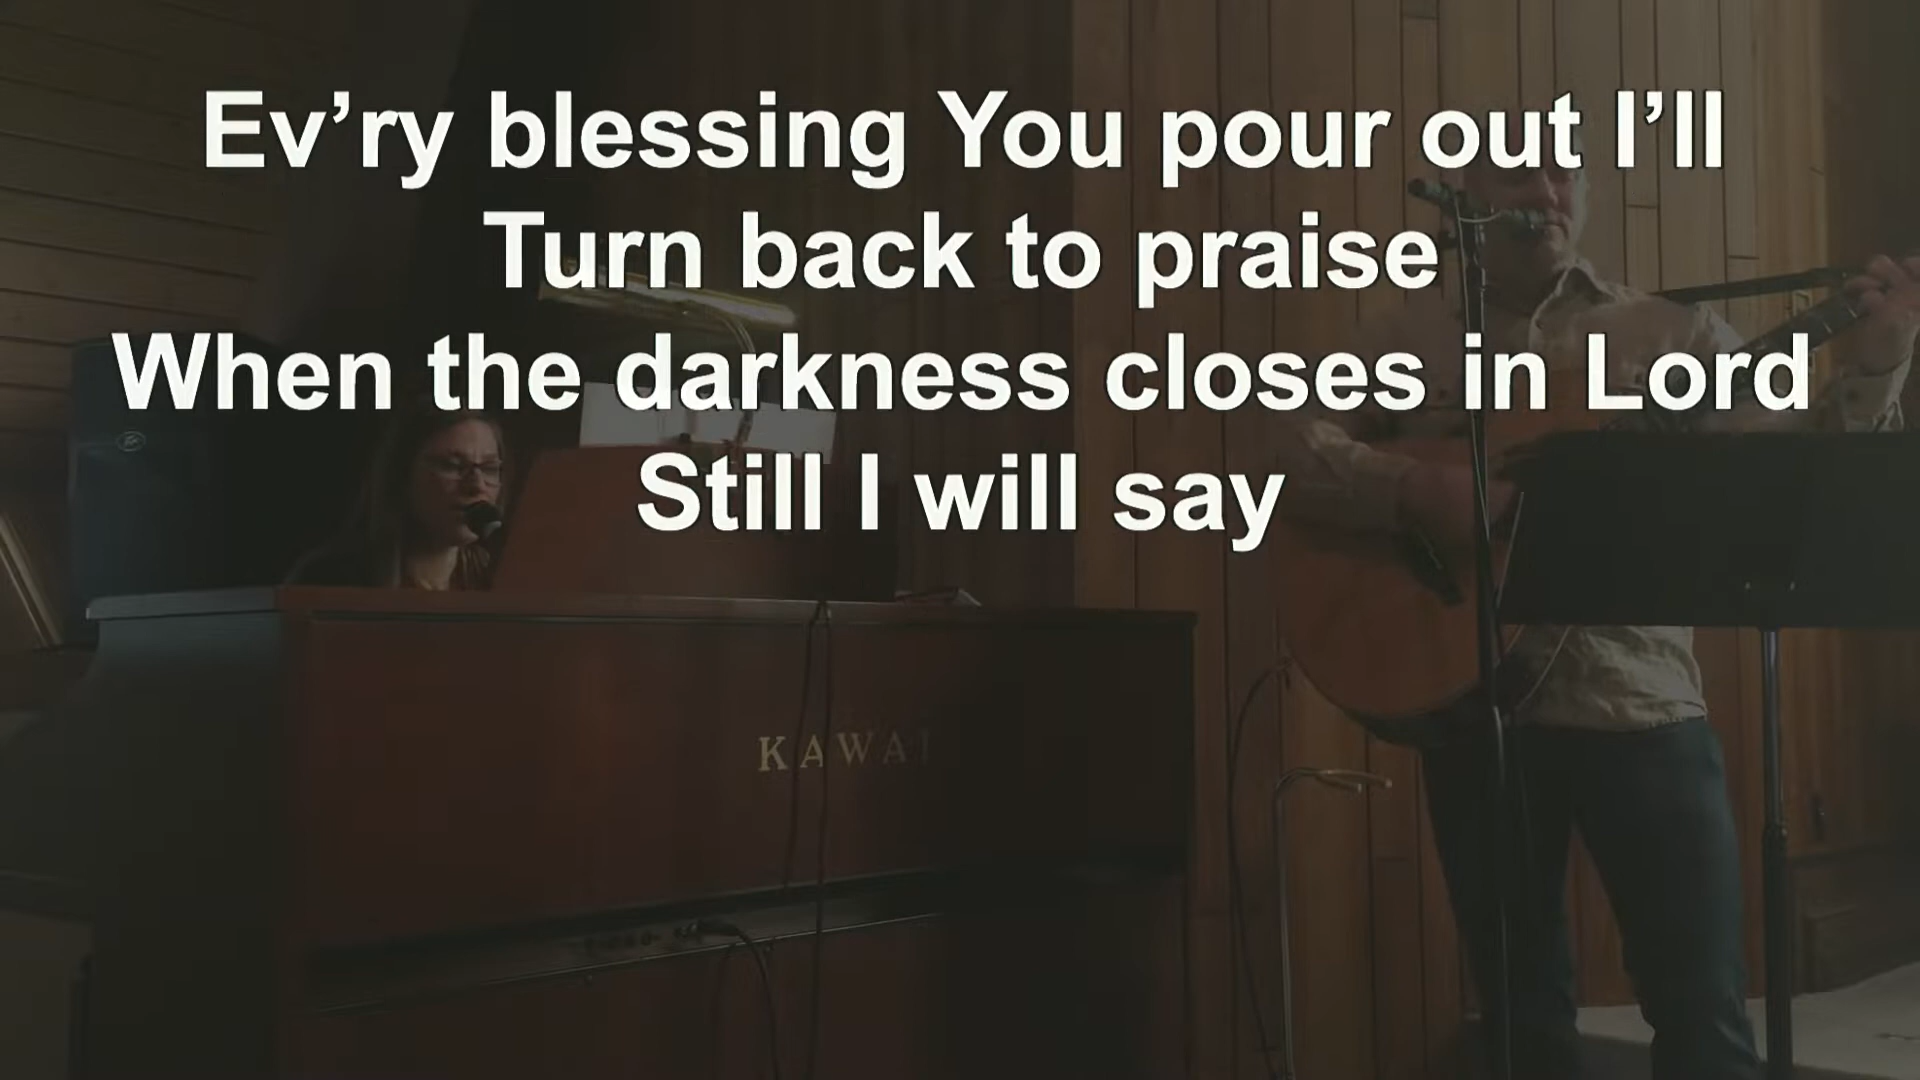 Ev’ry blessing You pour out I’ll
Turn back to praise
When the darkness closes in Lord
Still I will say
KAWAI